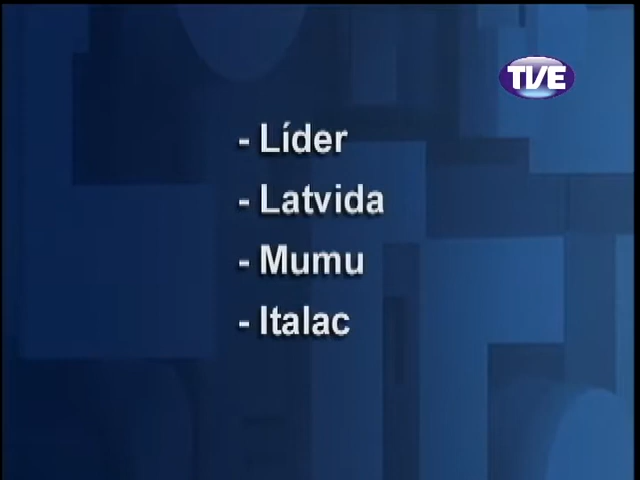 TVE
- Líder
- Latvida
- Mumu
- Italac